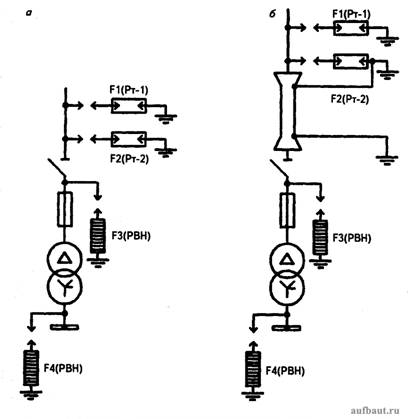 а
б
F1(Рт-1)
F2(Рт-2)
F3(РВН)
F4(РВН)
F1(Рт-1)
F2(Рт-2)
F3(РВН)
F4(РВН)
aufbaut.ru